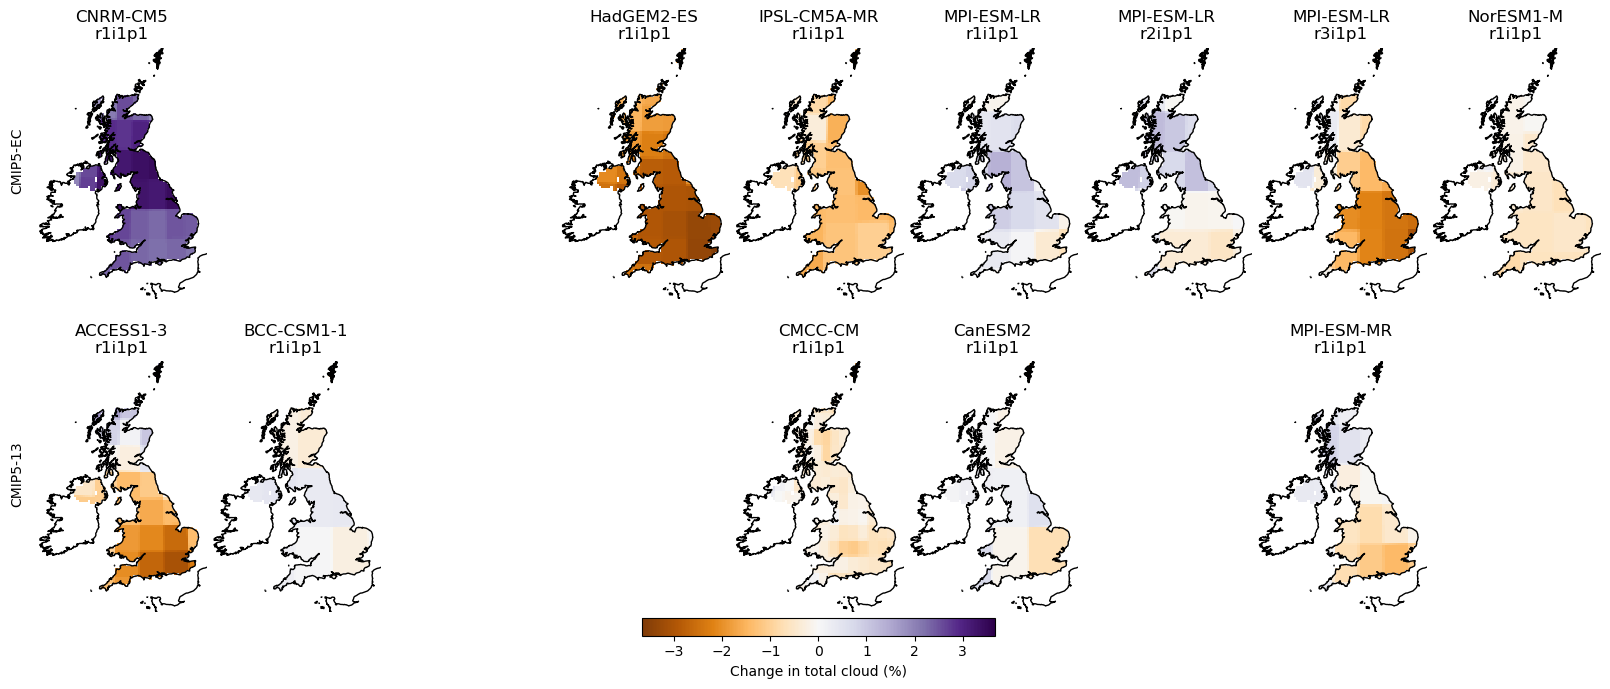 CNRM-CM5
r1i1p1
HadGEM2-ES
r1i1p1
IPSL-CM5A-MR
r1i1p1
MPI-ESM-LR
r1i1p1
MPI-ESM-LR
r2i1p1
MPI-ESM-LR
r3i1p1
NorESM1-M
r1i1p1
CMIP5-EC
ACCESS1-3
r1i1p1
BCC-CSM1-1
r1i1p1
CMCC-CM
r1i1p1
CanESM2
r1i1p1
MPI-ESM-MR
r1i1p1
CMIP5-13
−3 −2 −1 0 1 2 3
Change in total cloud (%)